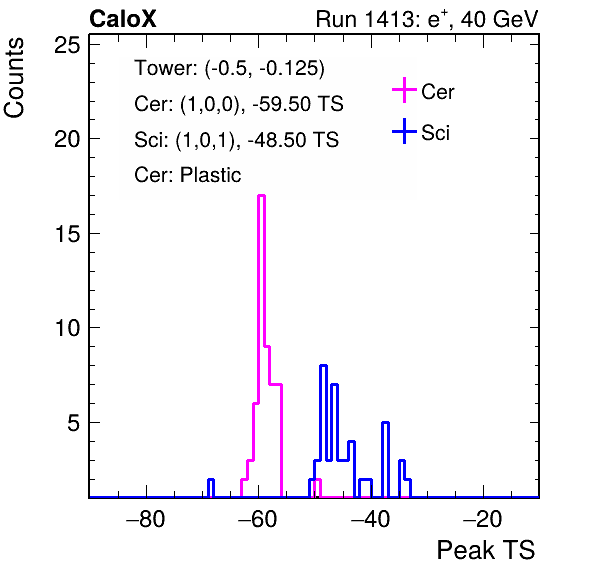 CaloX Run 1413: e⁺, 40 GeV
Counts
25
20
15
10
5
Tower: (-0.5, -0.125)
Cer: (1,0,0), -59.50 TS
Sci: (1,0,1), -48.50 TS
Cer: Plastic
Cer
Sci
−80 −60 −40 −20
Peak TS